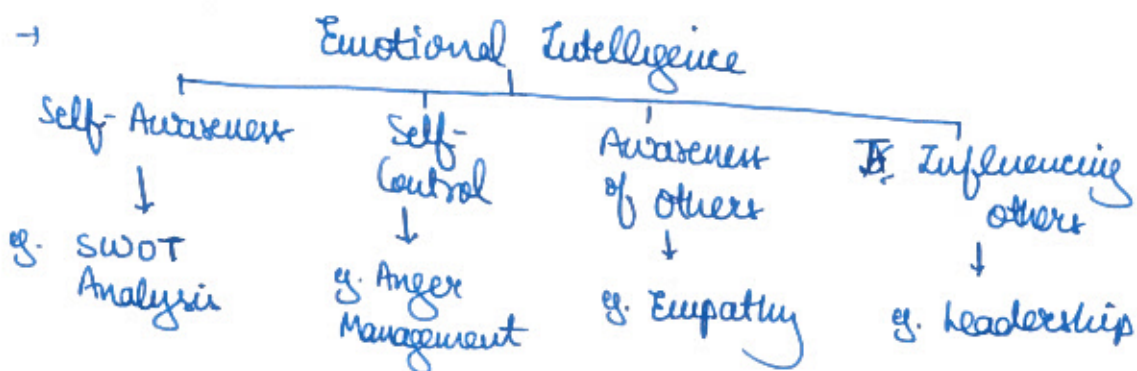 → Emotional Intelligence
Self-Awareness
↓
eg. SWOT
Analysis
Self-
Control
↓
eg. Anger
Management
Awareness
of others
↓
eg. Empathy
Influencing
others
↓
eg. Leadership